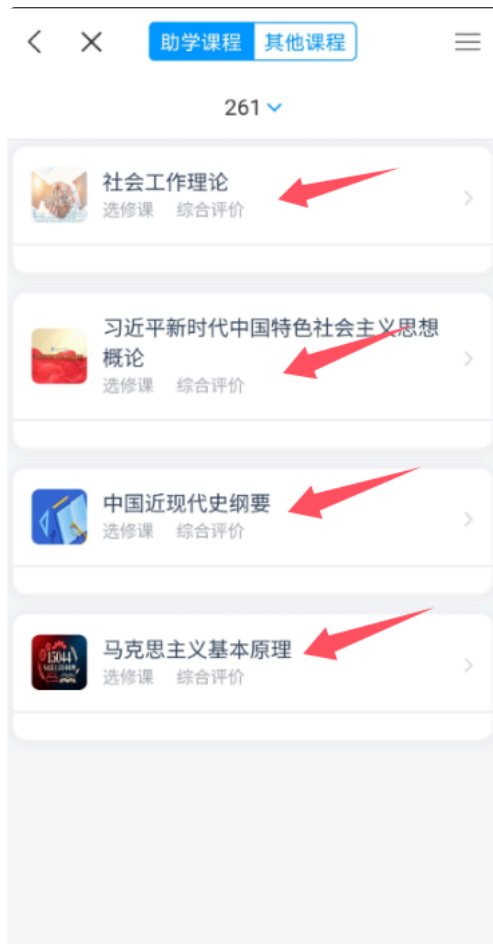 助学课程 其他课程
261
社会工作理论
选修课 综合评价
习近平新时代中国特色社会主义思想
概论
选修课 综合评价
中国近现代史纲要
选修课 综合评价
15044
马克思主义基本原理
选修课 综合评价